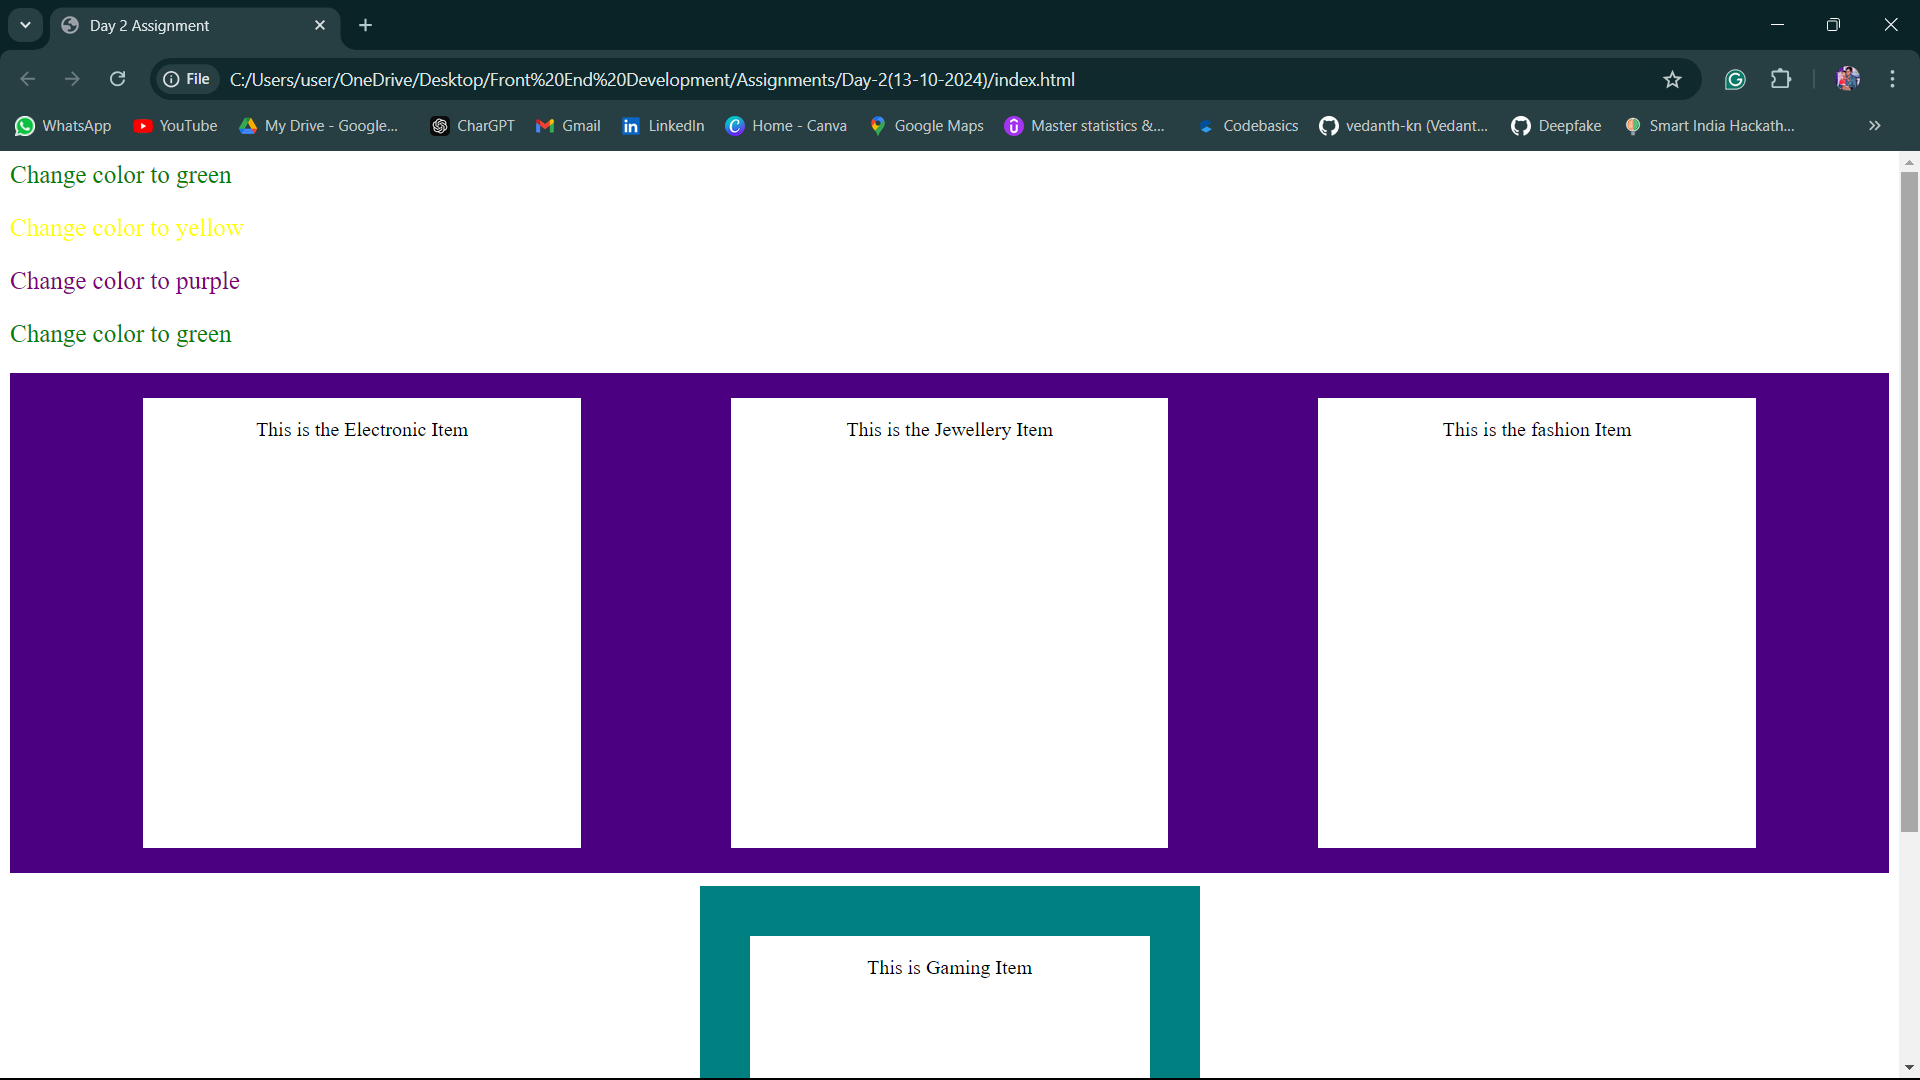 Day 2 Assignment
File
C:/Users/user/OneDrive/Desktop/Front%20End%20Development/Assignments/Day-2(13-10-2024)/index.html
WhatsApp YouTube My Drive - Google... CharGPT Gmail LinkedIn Home - Canva Google Maps Master statistics &... Codebasics vedanth-kn (Vedant... Deepfake Smart India Hackath...
Change color to green
Change color to yellow
Change color to purple
Change color to green
This is the Electronic Item
This is the Jewellery Item
This is the fashion Item
This is Gaming Item